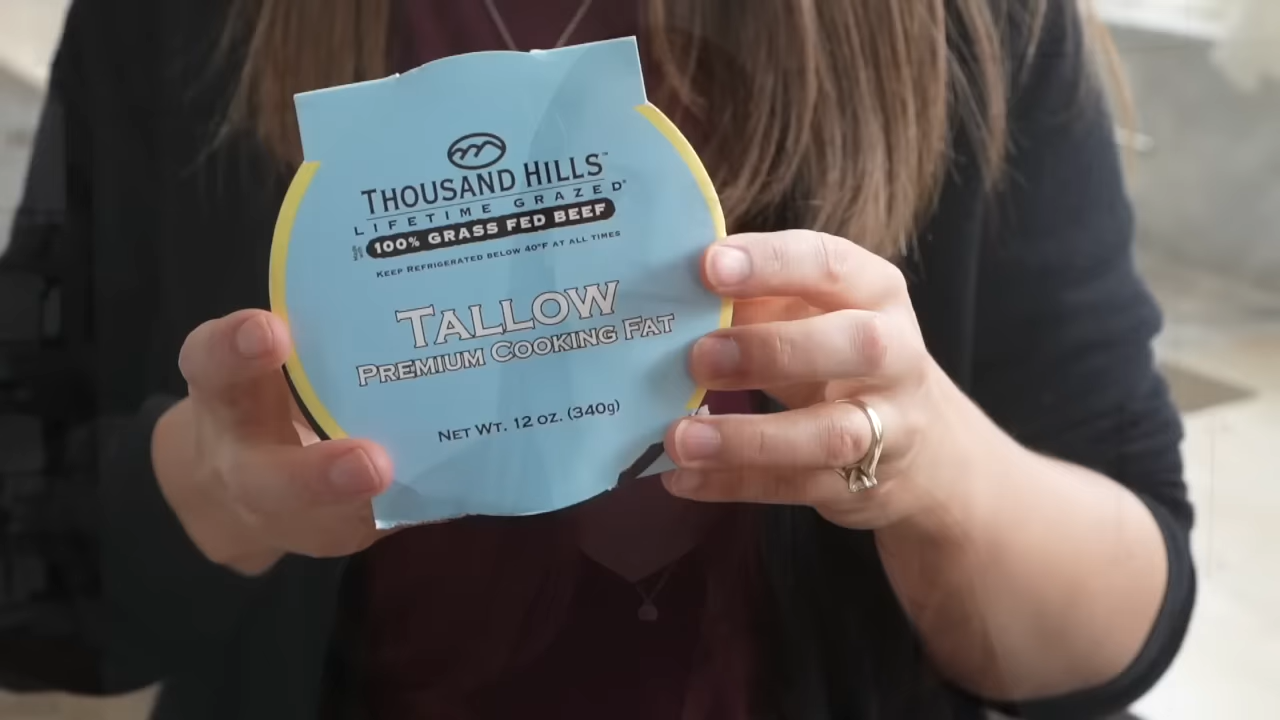 THOUSAND HILLS™
LIFETIME GRAZED®
100% GRASS FED BEEF
KEEP REFRIGERATED BELOW 40°F AT ALL TIMES
TALLOW
PREMIUM COOKING FAT
NET WT. 12 OZ. (340g)